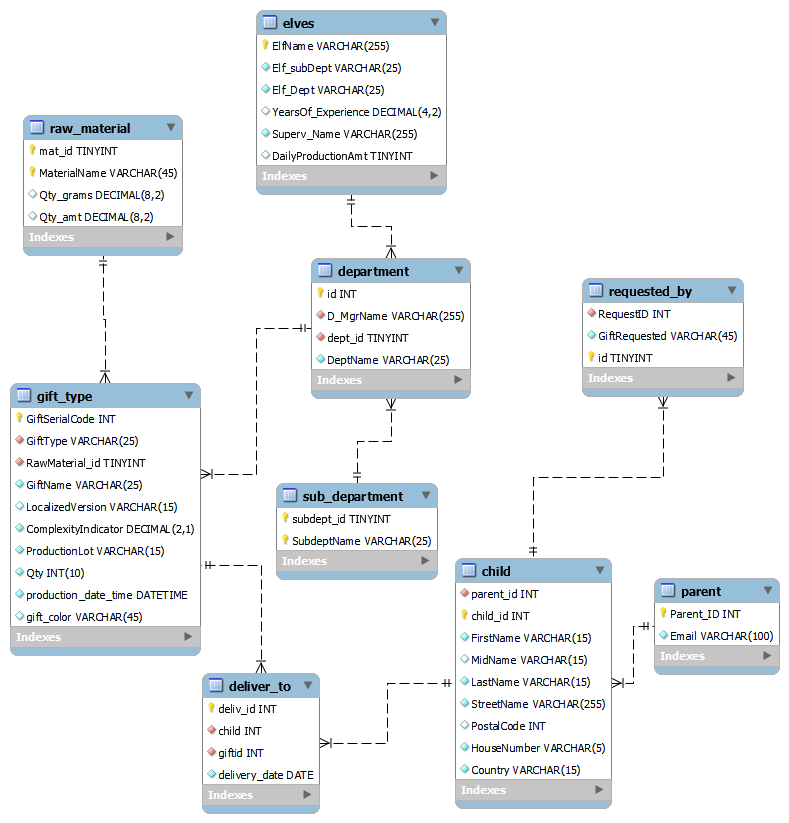 elves
ElfName VARCHAR(255)
Elf_subDept VARCHAR(25)
Elf_Dept VARCHAR(25)
YearsOf_Experience DECIMAL(4,2)
Superv_Name VARCHAR(255)
DailyProductionAmt TINYINT
Indexes
raw_material
mat_id TINYINT
MaterialName VARCHAR(45)
Qty_grams DECIMAL(8,2)
Qty_amt DECIMAL(8,2)
Indexes
department
id INT
D_MgrName VARCHAR(255)
dept_id TINYINT
DeptName VARCHAR(25)
Indexes
requested_by
RequestID INT
GiftRequested VARCHAR(45)
id TINYINT
Indexes
gift_type
GiftSerialCode INT
GiftType VARCHAR(25)
RawMaterial_id TINYINT
GiftName VARCHAR(25)
LocalizedVersion VARCHAR(15)
ComplexityIndicator DECIMAL(2,1)
ProductionLot VARCHAR(15)
Qty INT(10)
production_date_time DATETIME
gift_color VARCHAR(45)
Indexes
sub_department
subdept_id TINYINT
SubdeptName VARCHAR(25)
Indexes
child
parent_id INT
child_id INT
FirstName VARCHAR(15)
MidName VARCHAR(15)
LastName VARCHAR(15)
StreetName VARCHAR(255)
PostalCode INT
HouseNumber VARCHAR(5)
Country VARCHAR(15)
Indexes
parent
Parent_ID INT
Email VARCHAR(100)
Indexes
deliver_to
deliv_id INT
child INT
giftid INT
delivery_date DATE
Indexes